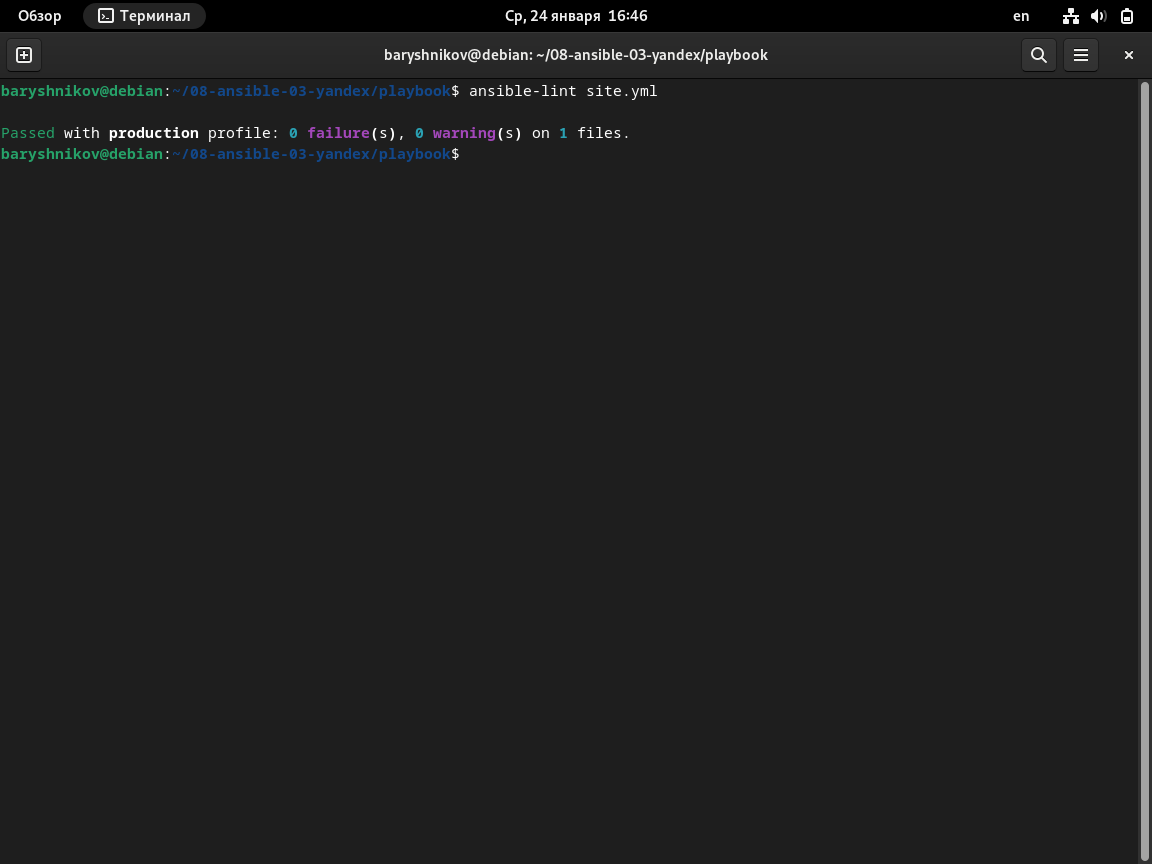 Обзор Терминал Ср, 24 января 16:46 en
baryshnikov@debian: ~/08-ansible-03-yandex/playbook
baryshnikov@debian:~/08-ansible-03-yandex/playbook$ ansible-lint site.yml
Passed with production profile: 0 failure(s), 0 warning(s) on 1 files.
baryshnikov@debian:~/08-ansible-03-yandex/playbook$